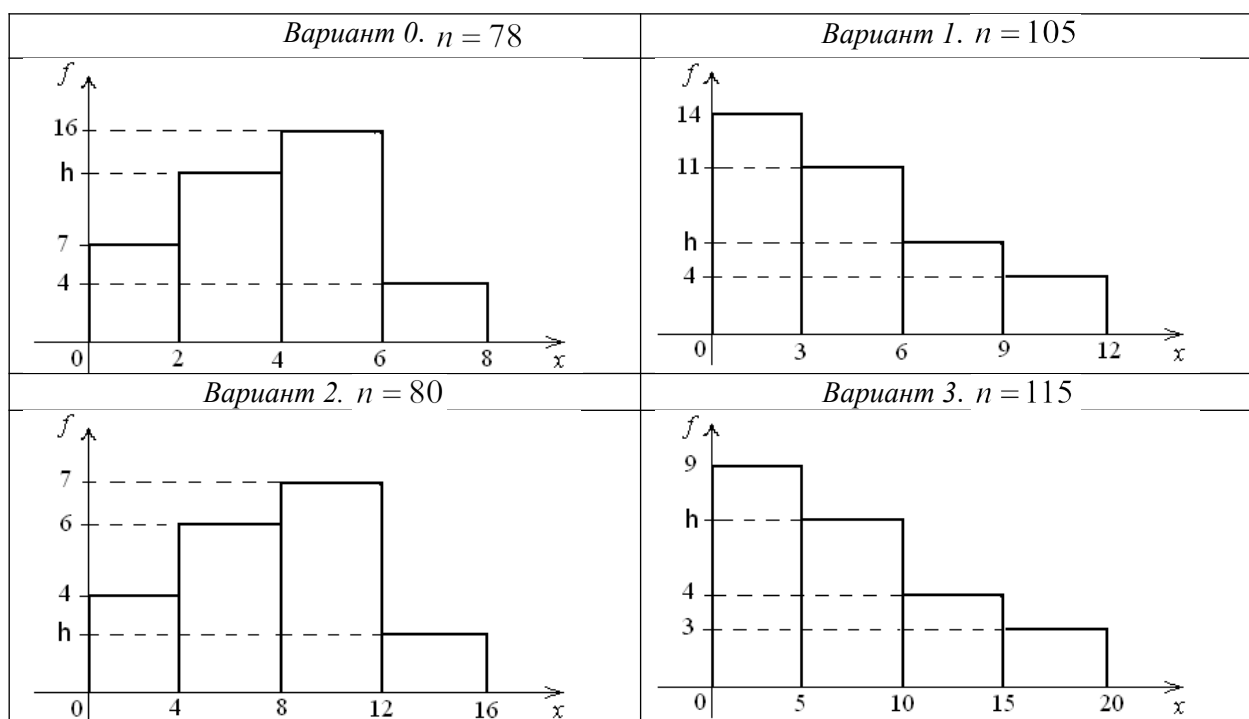 Вариант 0. n = 78
f
16
h
7
4
0 2 4 6 8 x
Вариант 1. n = 105
f
14
11
h
4
0 3 6 9 12 x
Вариант 2. n = 80
f
7
6
4
h
0 4 8 12 16 x
Вариант 3. n = 115
f
9
h
4
3
0 5 10 15 20 x